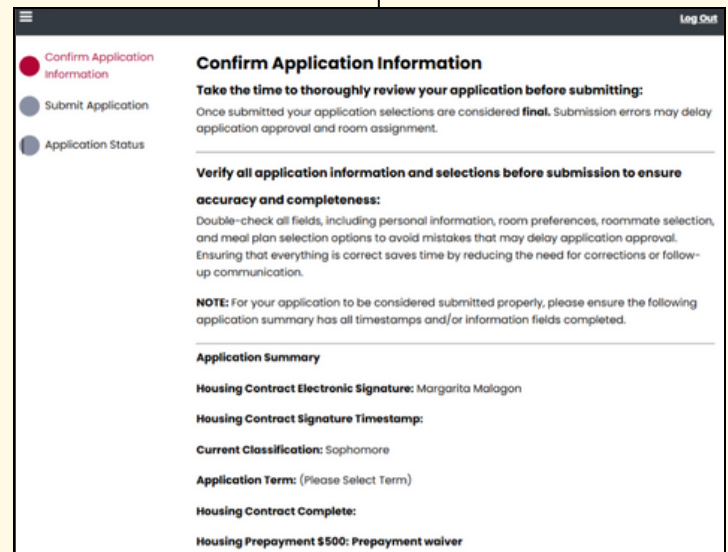 Log Out
Confirm Application
Information
Submit Application
Application Status
Confirm Application Information
Take the time to thoroughly review your application before submitting:
Once submitted your application selections are considered final. Submission errors may delay
application approval and room assignment.
Verify all application information and selections before submission to ensure
accuracy and completeness:
Double-check all fields, including personal information, room preferences, roommate selection,
and meal plan selection options to avoid mistakes that may delay application approval.
Ensuring that everything is correct saves time by reducing the need for corrections or follow-
up communication.
NOTE: For your application to be considered submitted properly, please ensure the following
application summary has all timestamps and/or information fields completed.
Application Summary
Housing Contract Electronic Signature: Margarita Malagon
Housing Contract Signature Timestamp:
Current Classification: Sophomore
Application Term: (Please Select Term)
Housing Contract Complete:
Housing Prepayment $500: Prepayment waiver